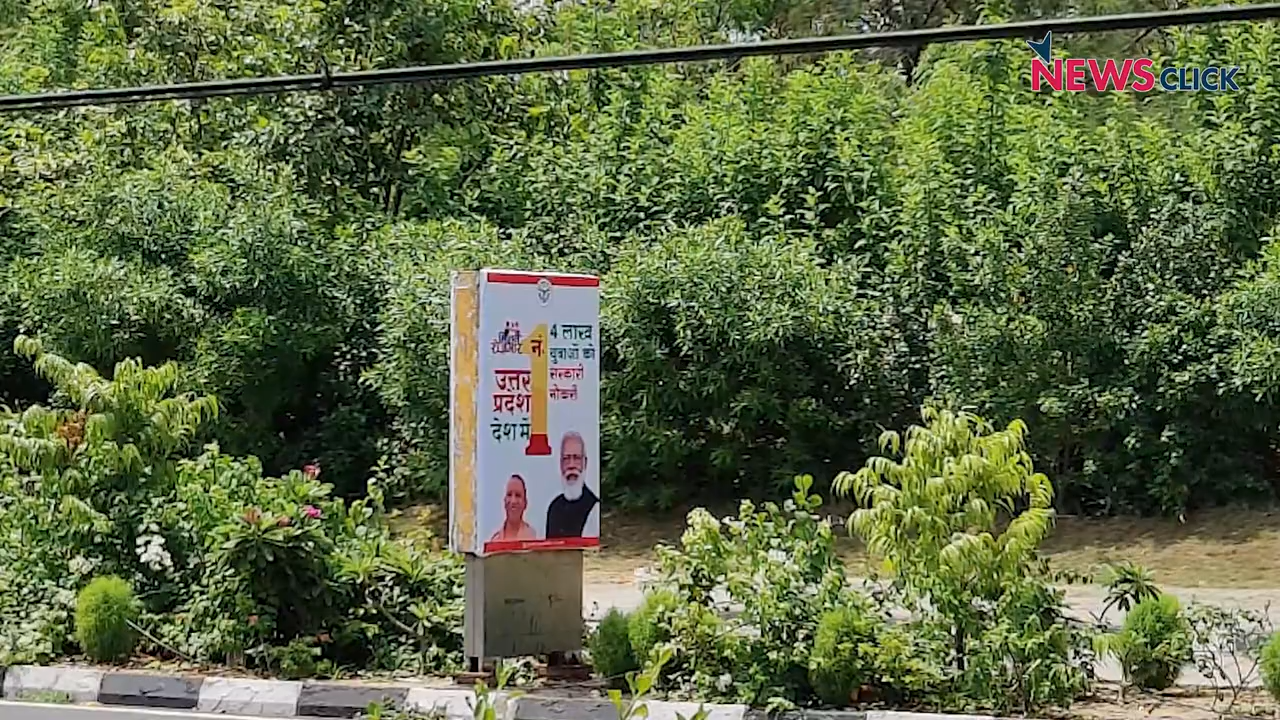 NEWSCLICK
नं. 1
उत्तर
प्रदेश
देश में
4 लाख
युवाओं को
सरकारी
नौकरी